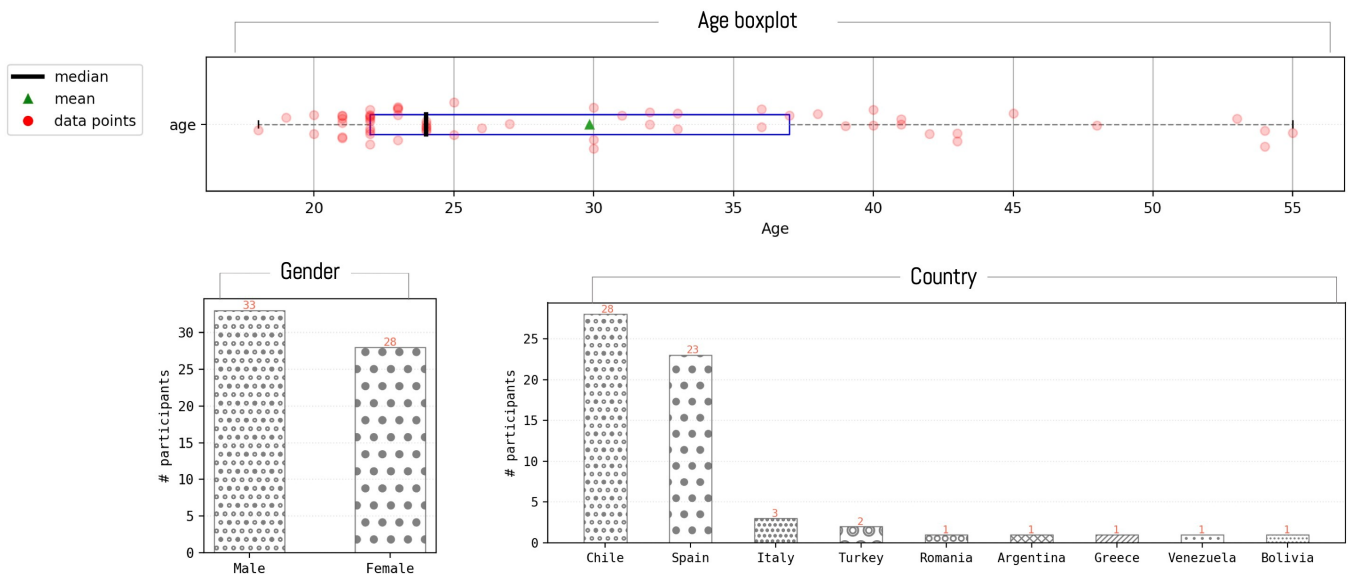 Age boxplot
median
mean
data points
age
20 25 30 35 40 45 50 55
Age
Gender
33
28
# participants
30
25
20
15
10
5
0
Male Female
Country
28
23
3
2
1
1
1
1
1
# participants
25
20
15
10
5
0
Chile Spain Italy Turkey Romania Argentina Greece Venezuela Bolivia